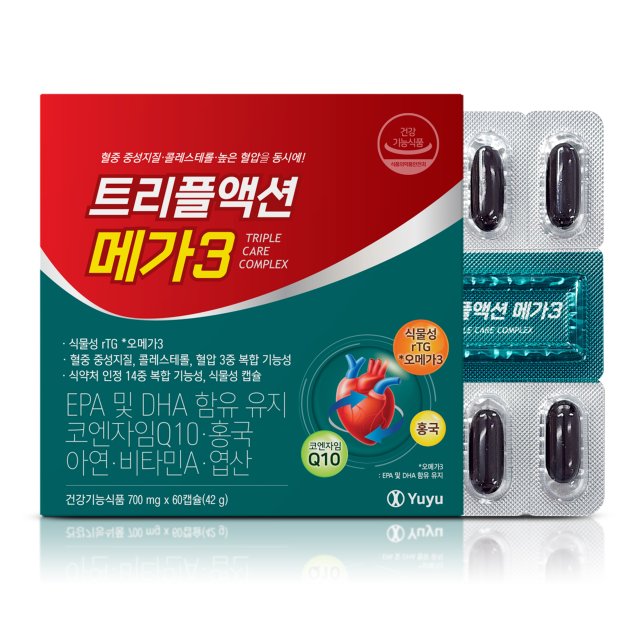 혈중 중성지질·콜레스테롤·높은 혈압을 동시에!
트리플액션
메가3
TRIPLE
CARE
COMPLEX
건강
기능식품
식품의약품안전처
· 식물성 rTG *오메가3
· 혈중 중성지질, 콜레스테롤, 혈압 3중 복합 기능성
· 식약처 인정 14중 복합 기능성, 식물성 캡슐
EPA 및 DHA 함유 유지
코엔자임Q10·홍국
아연·비타민A·엽산
건강기능식품 700 mg x 60캡슐(42 g)
식물성
rTG
*오메가3
홍국
코엔자임
Q10
*오메가3
: EPA 및 DHA 함유 유지
Yuyu
플액션 메가3
E CARE COMPLEX